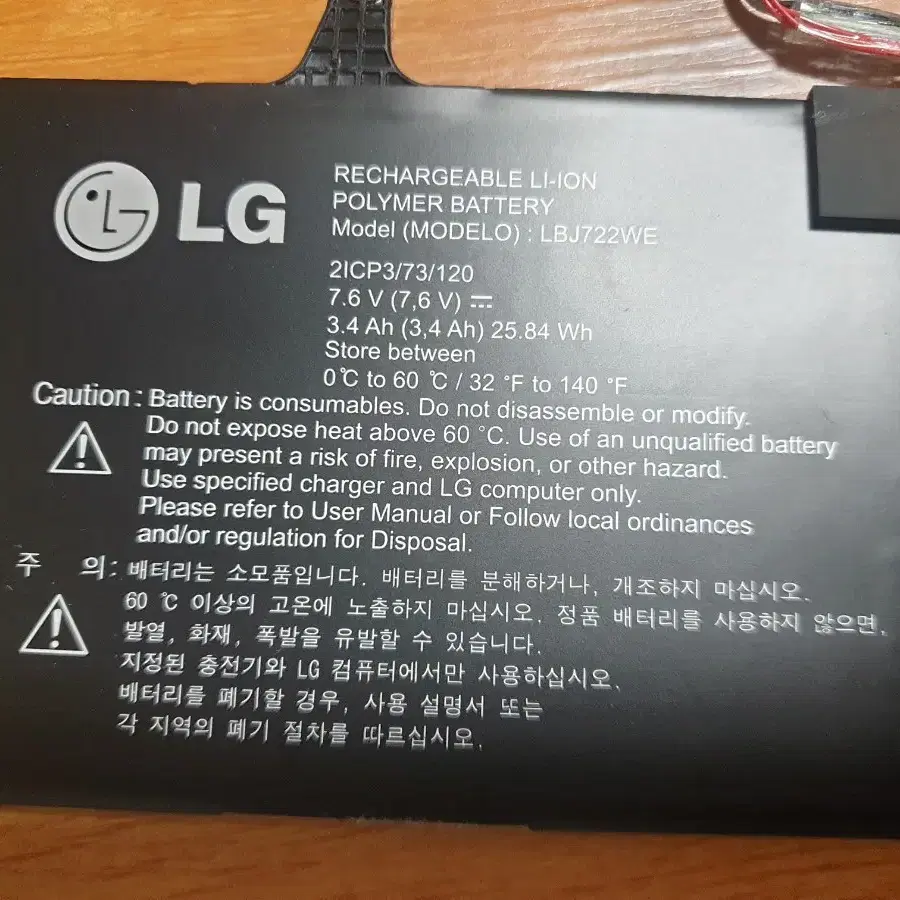 LG
RECHARGEABLE LI-ION
POLYMER BATTERY
Model (MODELO) : LBJ722WE
2ICP3/73/120
7.6 V (7,6 V) ⎓
3.4 Ah (3,4 Ah) 25.84 Wh
Store between
0℃ to 60 ℃ / 32 °F to 140 °F
Caution : Battery is consumables. Do not disassemble or modify.
Do not expose heat above 60 °C. Use of an unqualified battery
may present a risk of fire, explosion, or other hazard.
Use specified charger and LG computer only.
Please refer to User Manual or Follow local ordinances
and/or regulation for Disposal.
주 의: 배터리는 소모품입니다. 배터리를 분해하거나, 개조하지 마십시오.
60 ℃ 이상의 고온에 노출하지 마십시오. 정품 배터리를 사용하지 않으면,
발열, 화재, 폭발을 유발할 수 있습니다.
지정된 충전기와 LG 컴퓨터에서만 사용하십시오.
배터리를 폐기할 경우, 사용 설명서 또는
각 지역의 폐기 절차를 따르십시오.